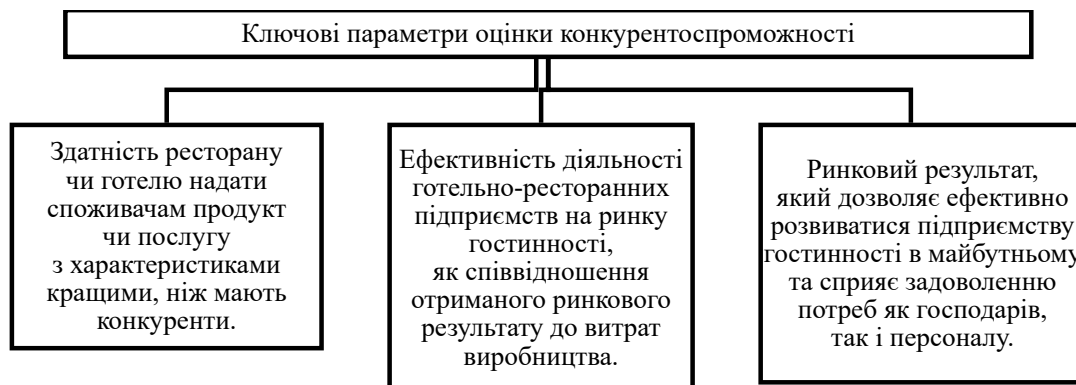 Ключові параметри оцінки конкурентоспроможності
Здатність ресторану
чи готелю надати
споживачам продукт
чи послугу
з характеристиками
кращими, ніж мають
конкуренти.
Ефективність діяльності
готельно-ресторанних
підприємств на ринку
гостинності,
як співвідношення
отриманого ринкового
результату до витрат
виробництва.
Ринковий результат,
який дозволяє ефективно
розвиватися підприємству
гостинності в майбутньому
та сприяє задоволенню
потреб як господарів,
так і персоналу.